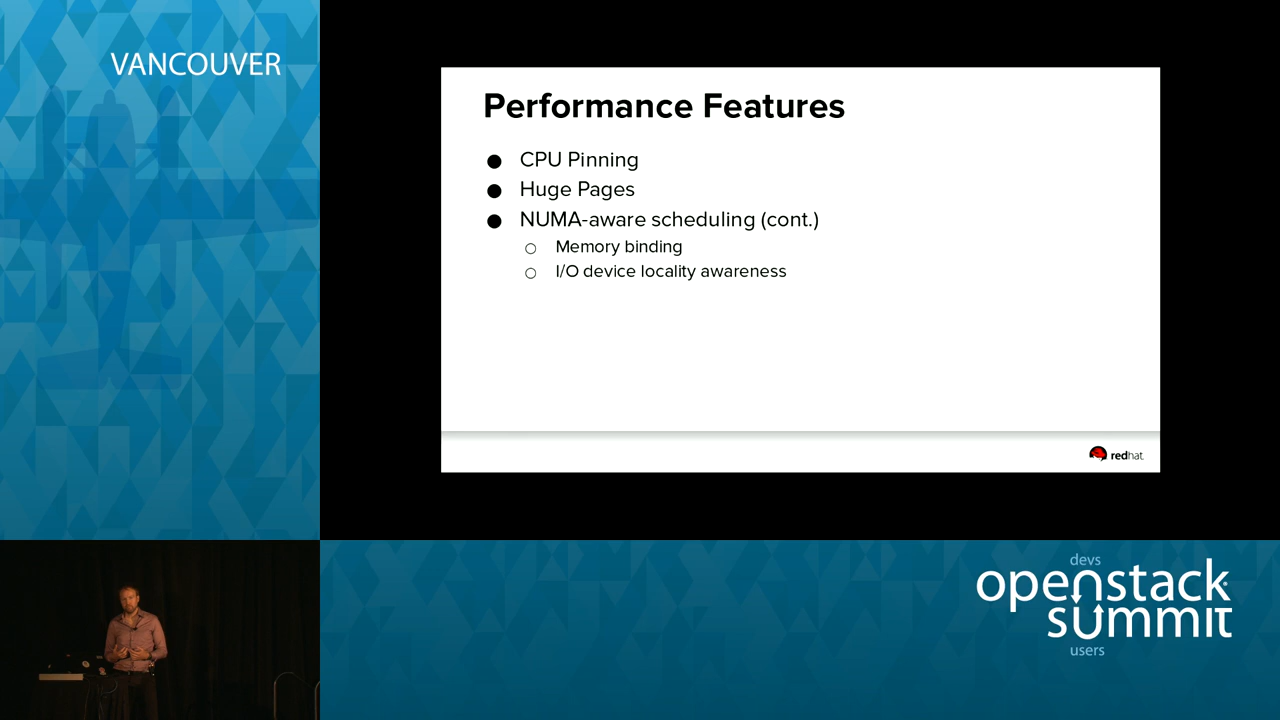 VANCOUVER
Performance Features
● CPU Pinning
● Huge Pages
● NUMA-aware scheduling (cont.)
○ Memory binding
○ I/O device locality awareness
redhat
devs
openstack
summit
users